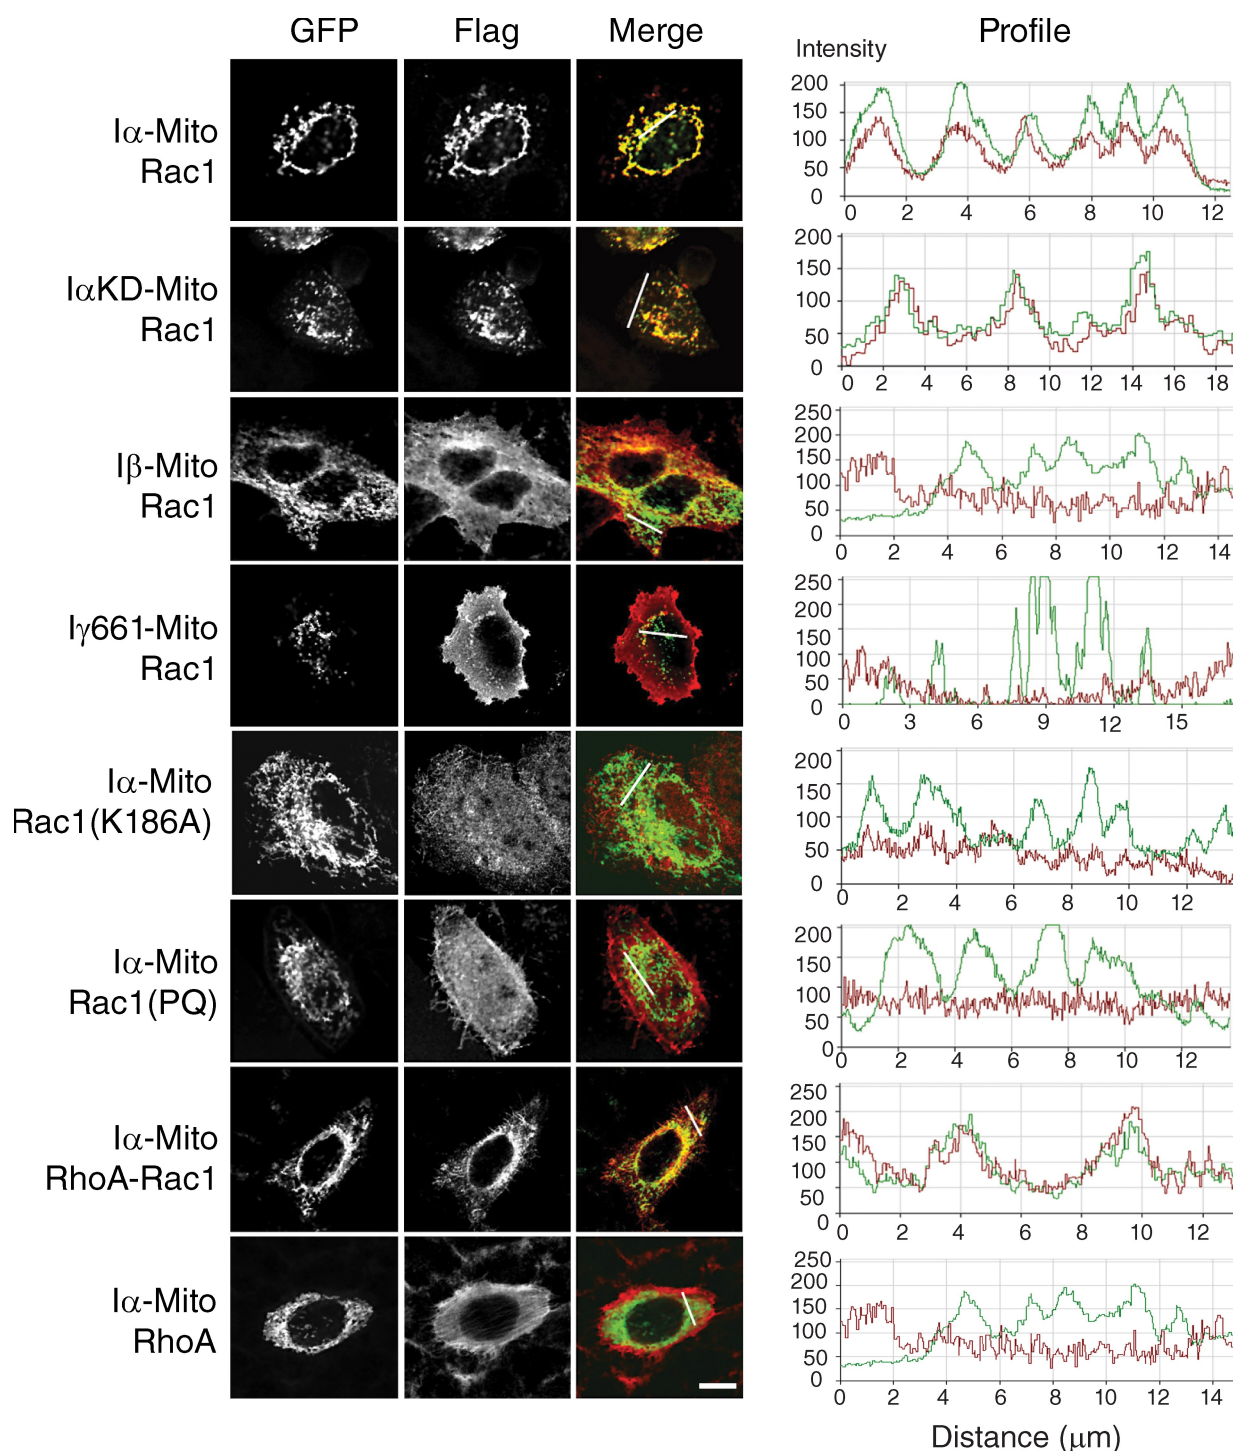 GFP Flag Merge Profile
Intensity
Iα-Mito
Rac1
200
150
100
50
0
0 2 4 6 8 10 12
IαKD-Mito
Rac1
200
150
100
50
0
0 2 4 6 8 10 12 14 16 18
Iβ-Mito
Rac1
250
200
150
100
50
0
0 2 4 6 8 10 12 14
Iγ661-Mito
Rac1
250
200
150
100
50
0
0 3 6 9 12 15
Iα-Mito
Rac1(K186A)
200
150
100
50
0
0 2 4 6 8 10 12
Iα-Mito
Rac1(PQ)
200
150
100
50
0
0 2 4 6 8 10 12
Iα-Mito
RhoA-Rac1
250
200
150
100
50
0
0 2 4 6 8 10 12
Iα-Mito
RhoA
250
200
150
100
50
0
0 2 4 6 8 10 12 14
Distance (μm)